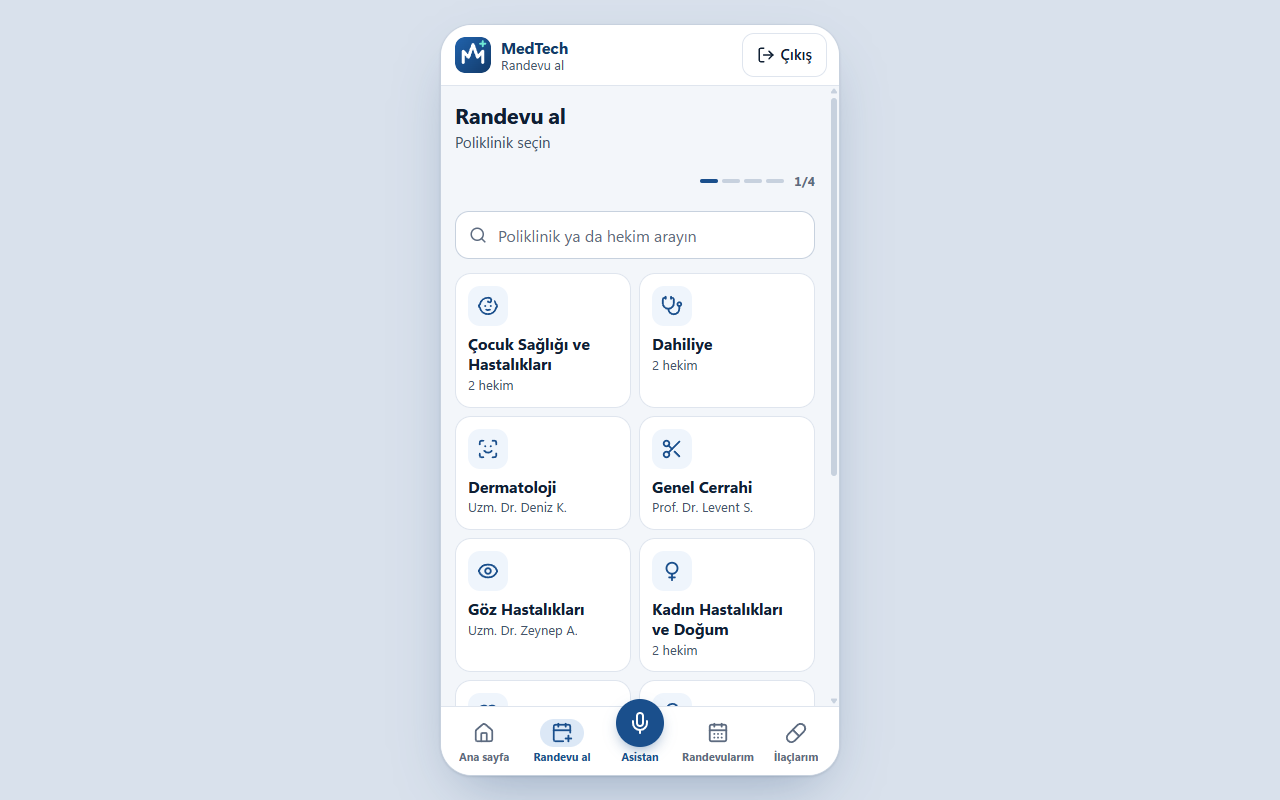 MedTech
Randevu al
Çıkış
Randevu al
Poliklinik seçin
1/4
Poliklinik ya da hekim arayın
Çocuk Sağlığı ve
Hastalıkları
2 hekim
Dahiliye
2 hekim
Dermatoloji
Uzm. Dr. Deniz K.
Genel Cerrahi
Prof. Dr. Levent S.
Göz Hastalıkları
Uzm. Dr. Zeynep A.
Kadın Hastalıkları
ve Doğum
2 hekim
Ana sayfa
Randevu al
Asistan
Randevularım
İlaçlarım